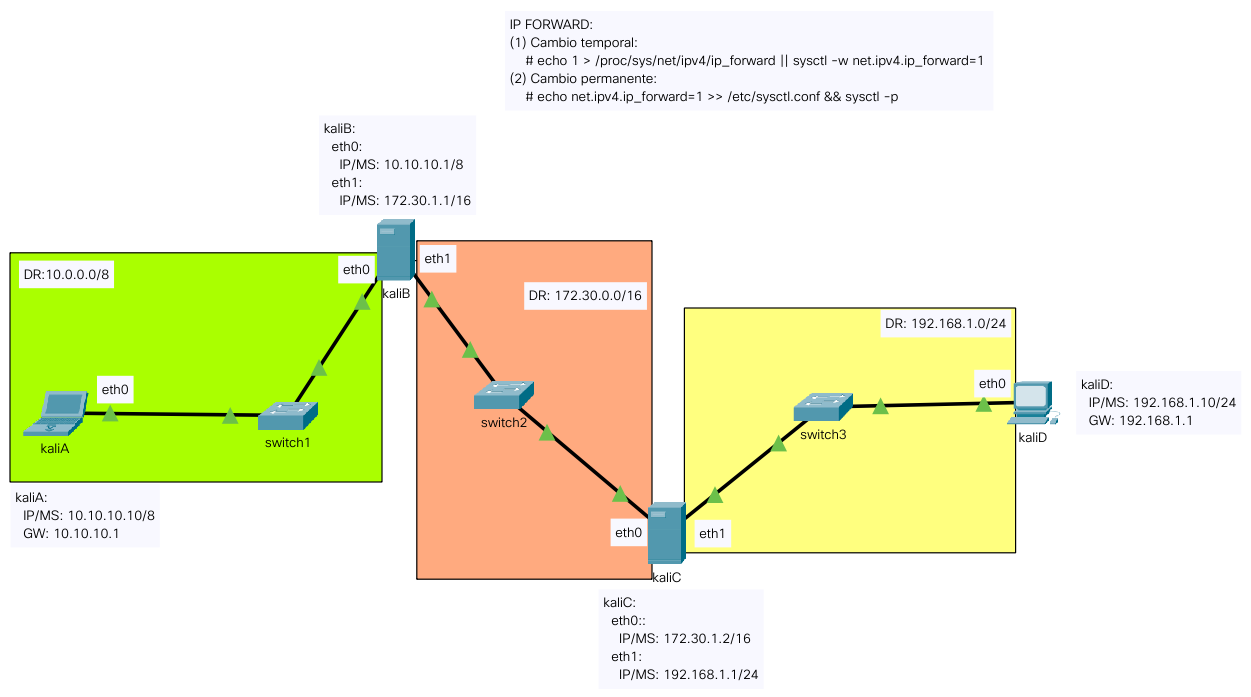 IP FORWARD:
(1) Cambio temporal:
# echo 1 > /proc/sys/net/ipv4/ip_forward || sysctl -w net.ipv4.ip_forward=1
(2) Cambio permanente:
# echo net.ipv4.ip_forward=1 >> /etc/sysctl.conf && sysctl -p
kaliB:
eth0:
IP/MS: 10.10.10.1/8
eth1:
IP/MS: 172.30.1.1/16
DR:10.0.0.0/8
eth0
eth1
kaliB
DR: 172.30.0.0/16
DR: 192.168.1.0/24
eth0
kaliA
switch1
switch2
switch3
eth0
kaliD
kaliD:
IP/MS: 192.168.1.10/24
GW: 192.168.1.1
kaliA:
IP/MS: 10.10.10.10/8
GW: 10.10.10.1
eth0
eth1
kaliC
kaliC:
eth0::
IP/MS: 172.30.1.2/16
eth1:
IP/MS: 192.168.1.1/24